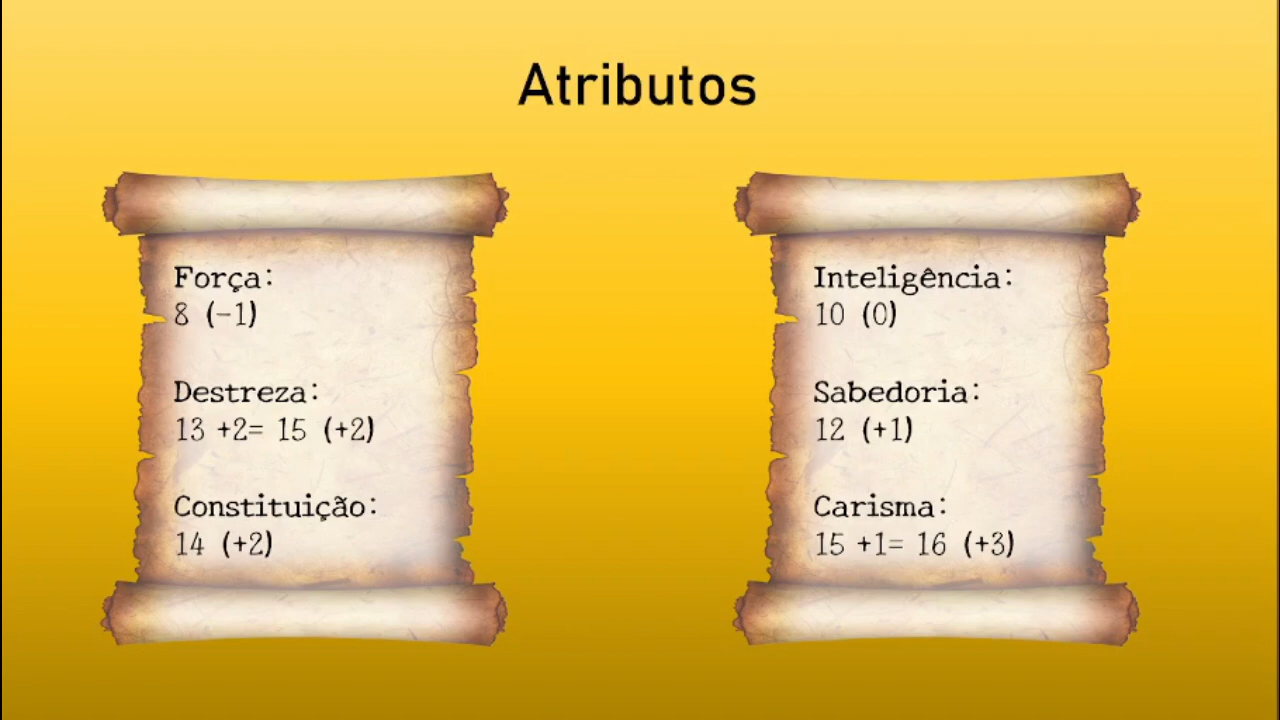 Atributos
Força:
8 (-1)
Destreza:
13 +2= 15 (+2)
Constituição:
14 (+2)
Inteligência:
10 (0)
Sabedoria:
12 (+1)
Carisma:
15 +1= 16 (+3)